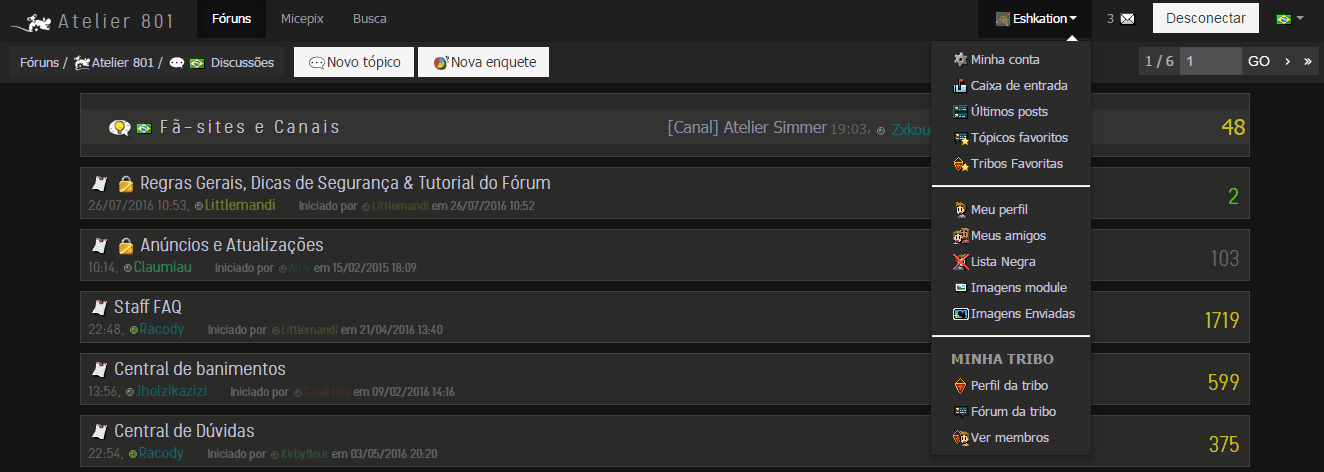 Atelier 801 Fóruns Micepix Busca Eshkation 3 Desconectar
Fóruns / Atelier 801 / Discussões Novo tópico Nova enquete 1 / 6 1 GO › »
Minha conta
Caixa de entrada
Últimos posts
Tópicos favoritos
Tribos Favoritas
Meu perfil
Meus amigos
Lista Negra
Imagens module
Imagens Enviadas
MINHA TRIBO
Perfil da tribo
Fórum da tribo
Ver membros
Fã-sites e Canais [Canal] Atelier Simmer 19:03, 48
Regras Gerais, Dicas de Segurança & Tutorial do Fórum 2
26/07/2016 10:53, Littlemandi Iniciado por Littlemandi em 26/07/2016 10:52
Anúncios e Atualizações 103
10:14, Claumiau Iniciado por em 15/02/2015 18:09
Staff FAQ 1719
22:48, Racody Iniciado por Littlemandi em 21/04/2016 13:40
Central de banimentos 599
13:56, Jholzikazizi Iniciado por em 09/02/2016 14:16
Central de Dúvidas 375
22:54, Racody Iniciado por Kirbyfleur em 03/05/2016 20:20